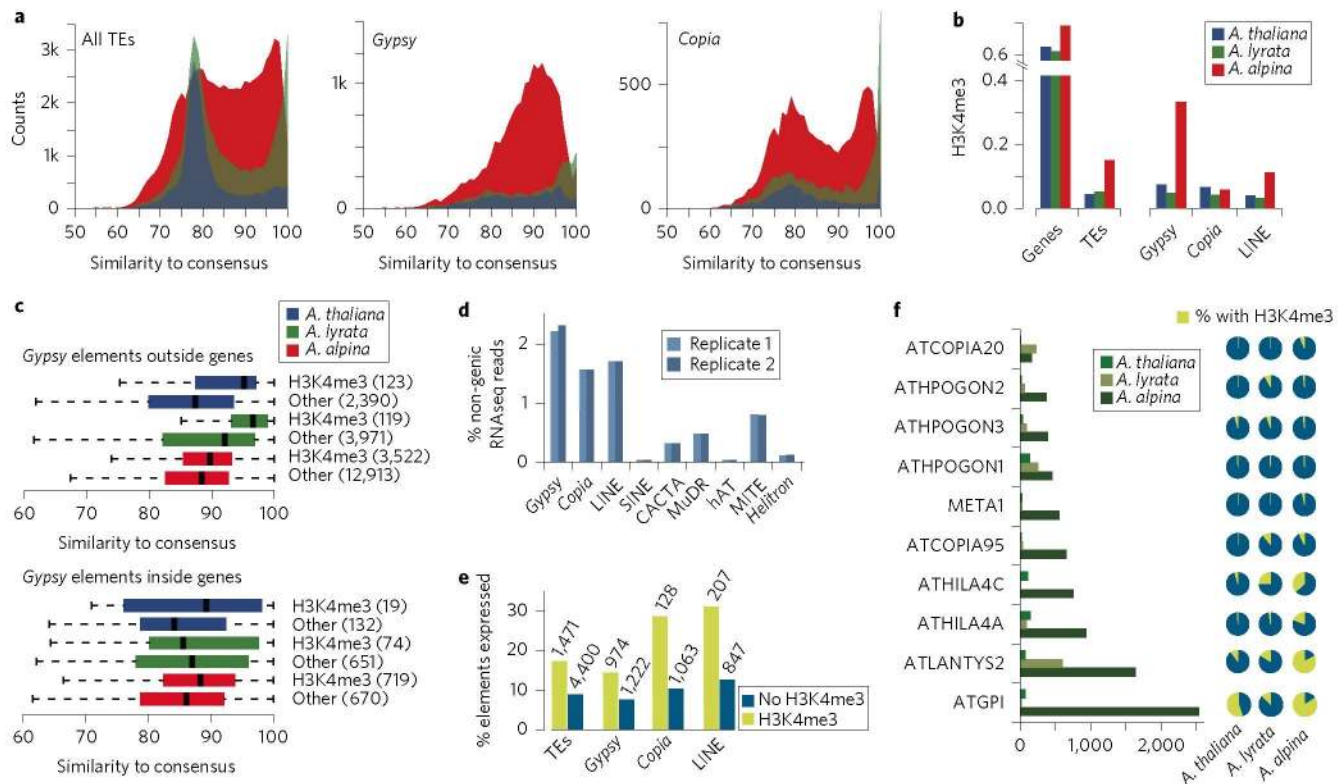 a
All TEs
Gypsy
Copia
Counts
3k
2k
1k
0
1k
0
500
0
50 60 70 80 90 100
50 60 70 80 90 100
50 60 70 80 90 100
Similarity to consensus
Similarity to consensus
Similarity to consensus
b
A. thaliana
A. lyrata
A. alpina
H3K4me3
0.6
0.4
0.2
0.0
Genes
TEs
Gypsy
Copia
LINE
c
A. thaliana
A. lyrata
A. alpina
Gypsy elements outside genes
H3K4me3 (123)
Other (2,390)
H3K4me3 (119)
Other (3,971)
H3K4me3 (3,522)
Other (12,913)
60 70 80 90 100
Similarity to consensus
Gypsy elements inside genes
H3K4me3 (19)
Other (132)
H3K4me3 (74)
Other (651)
H3K4me3 (719)
Other (670)
60 70 80 90 100
Similarity to consensus
d
Replicate 1
Replicate 2
% non-genic
RNAseq reads
2
1
0
Gypsy
Copia
LINE
SINE
CACTA
MuDR
hAT
MITE
Helitron
e
% elements expressed
30
20
10
0
1,471
4,400
974
1,222
128
1,063
207
847
No H3K4me3
H3K4me3
TEs
Gypsy
Copia
LINE
f
% with H3K4me3
A. thaliana
A. lyrata
A. alpina
ATCOPIA20
ATHPOGON2
ATHPOGON3
ATHPOGON1
META1
ATCOPIA95
ATHILA4C
ATHILA4A
ATLANTYS2
ATGPI
0 1,000 2,000
A. thaliana
A. lyrata
A. alpina